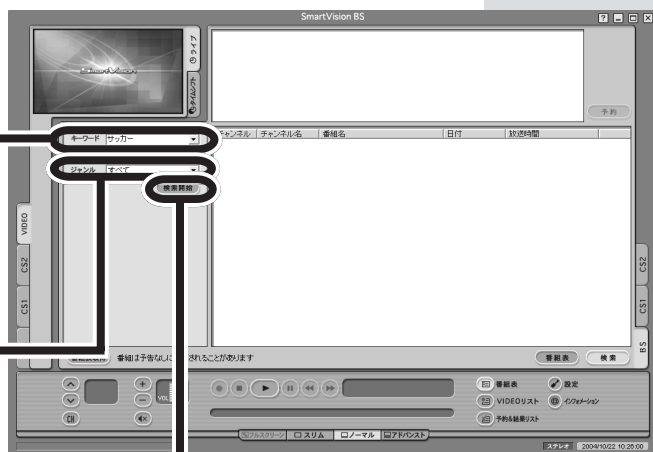 SmartVision BS
SmartVision
ライブ
タイムシフト
予約
キーワード サッカー
チャンネル チャンネル名 番組名 日付 放送時間
ジャンル すべて
検索開始
VIDEO
CS2
CS1
CS2
CS1
BS
番組は予告なしに
されることがあります
番組表 検索
VOL
CH
番組表 設定
VIDEOリスト インフォメーション
予約&結果リスト
フルスクリーン スリム ノーマル アドバンスト
ステレオ 2004/10/22 10:26:00